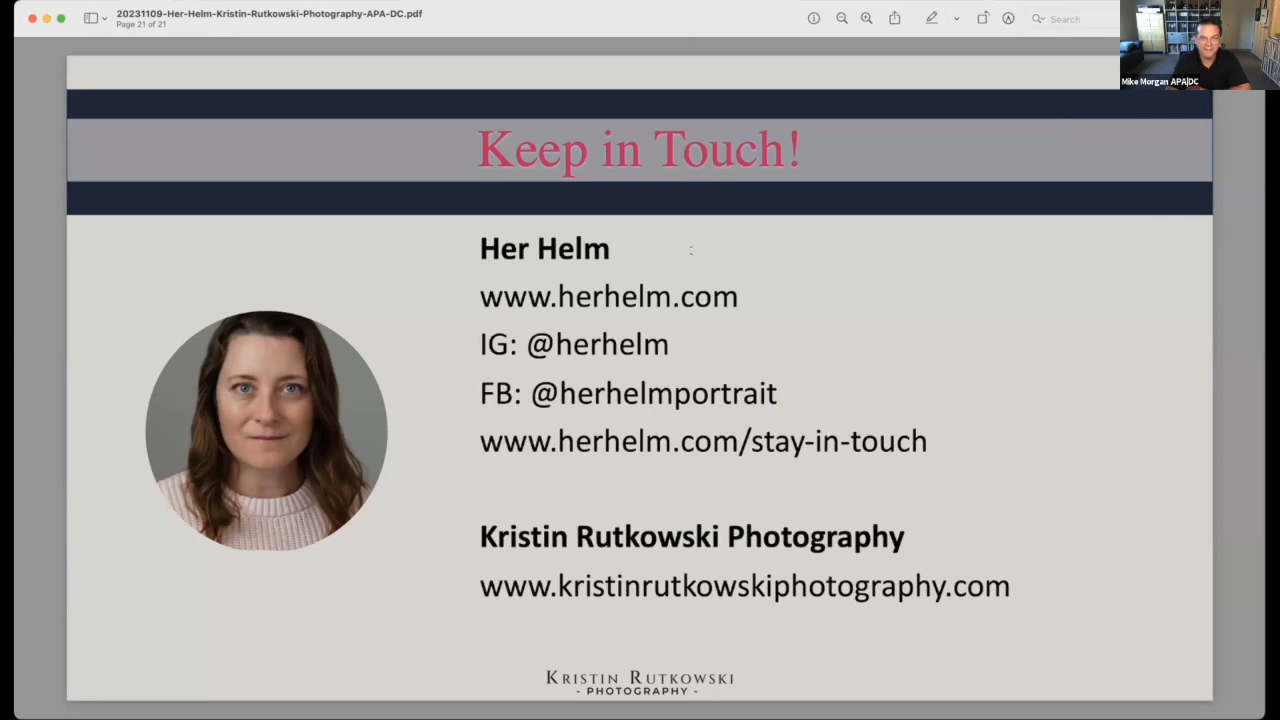 20231109-Her-Helm-Kristin-Rutkowski-Photography-APA-DC.pdf
Page 21 of 21
Search
Mike Morgan APA|DC
Keep in Touch!
Her Helm
www.herhelm.com
IG: @herhelm
FB: @herhelmportrait
www.herhelm.com/stay-in-touch
Kristin Rutkowski Photography
www.kristinrutkowskiphotography.com
KRISTIN RUTKOWSKI
- PHOTOGRAPHY -